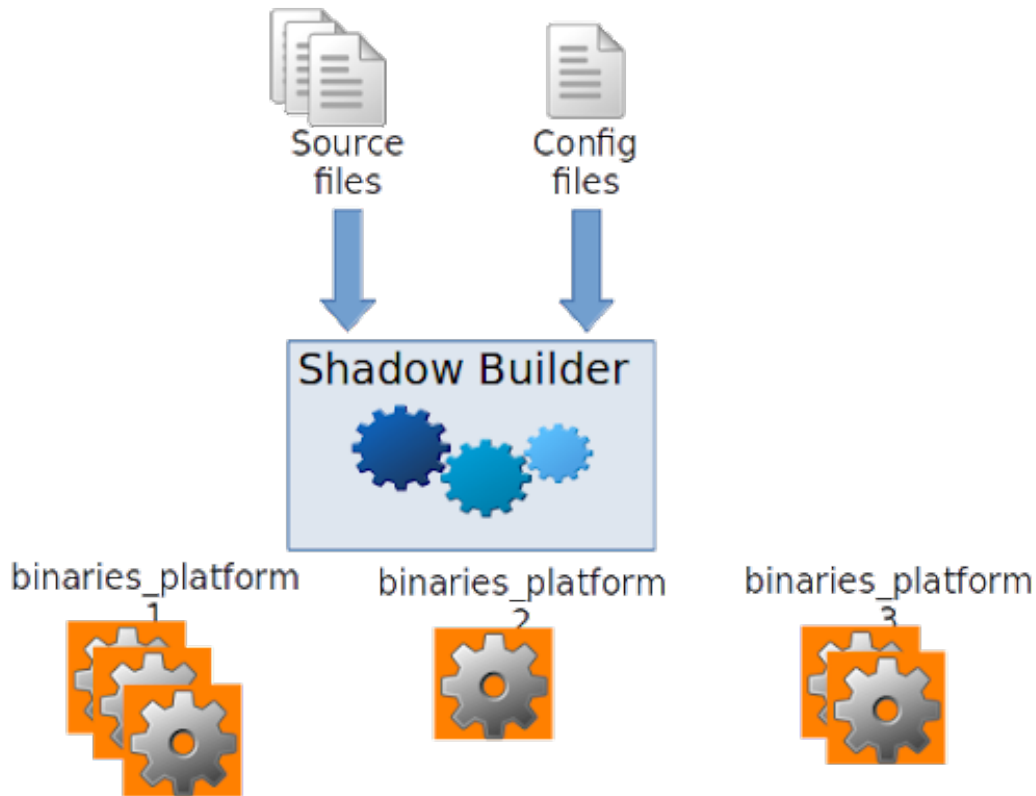 Source
files
Config
files
Shadow Builder
binaries_platform
1
binaries_platform
2
binaries_platform
3